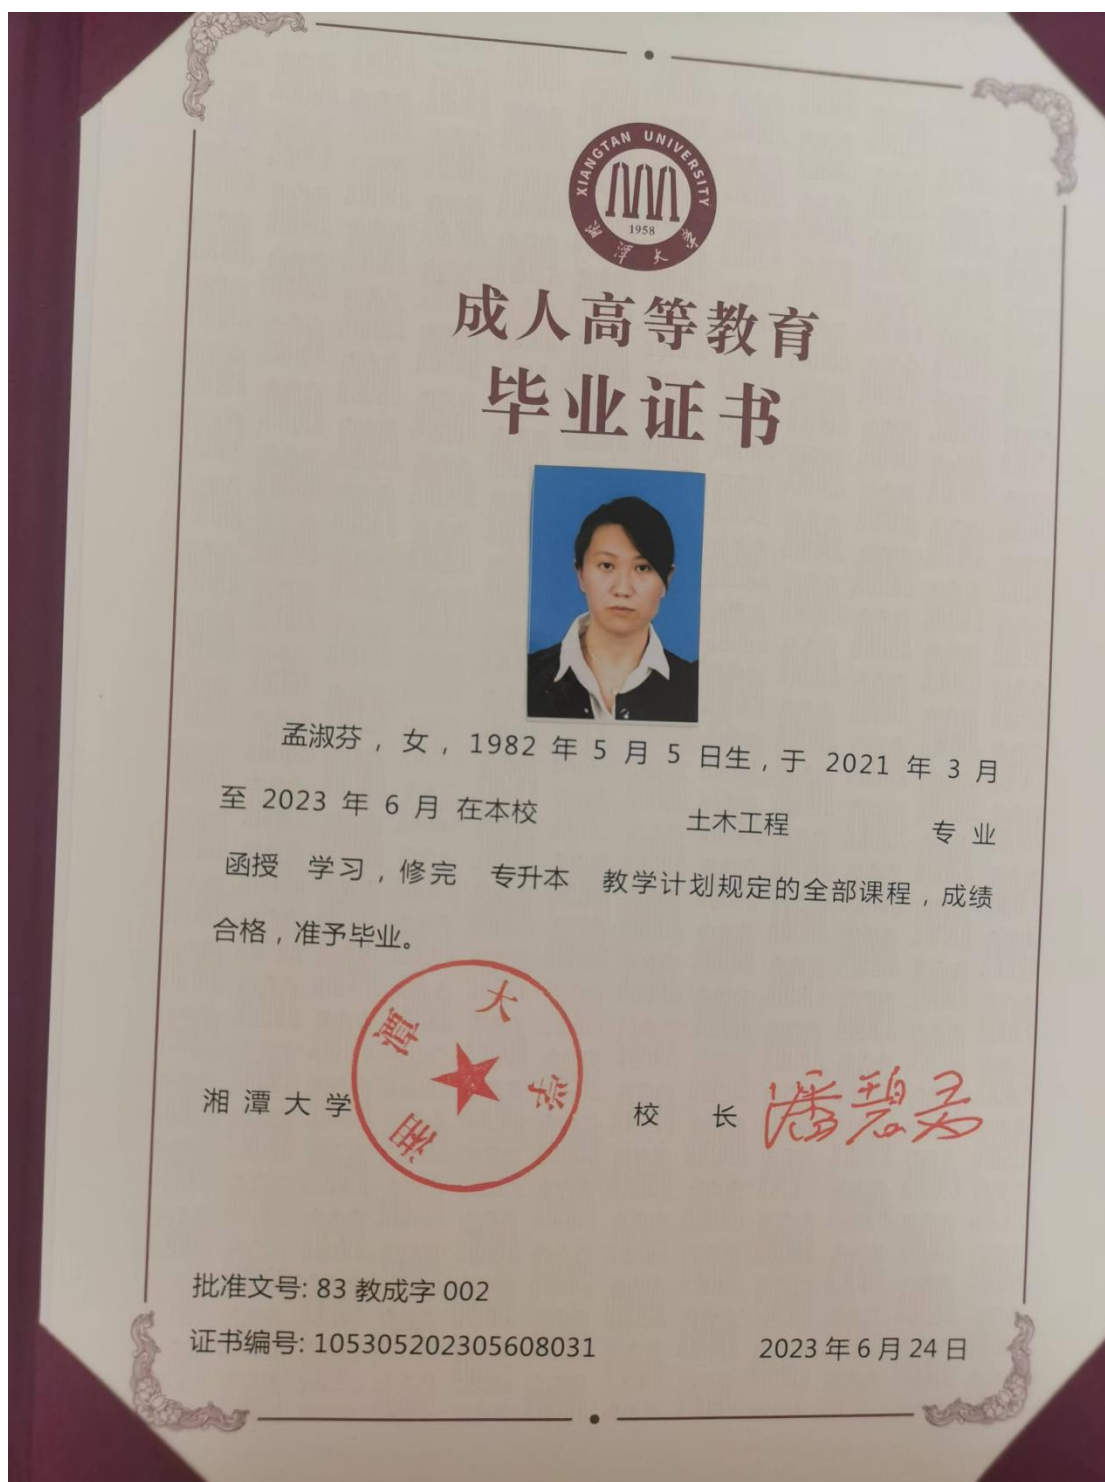 XIANGTAN UNIVERSITY
1958
湘潭大学
成人高等教育
毕业证书
孟淑芬，女，1982 年 5 月 5 日生，于 2021 年 3 月
至 2023 年 6 月 在本校 土木工程 专业
函授 学习，修完 专升本 教学计划规定的全部课程，成绩
合格，准予毕业。
湘潭大学
湘潭大学 校 长 潘碧灵
批准文号: 83 教成字 002
证书编号: 105305202305608031 2023 年 6 月 24 日